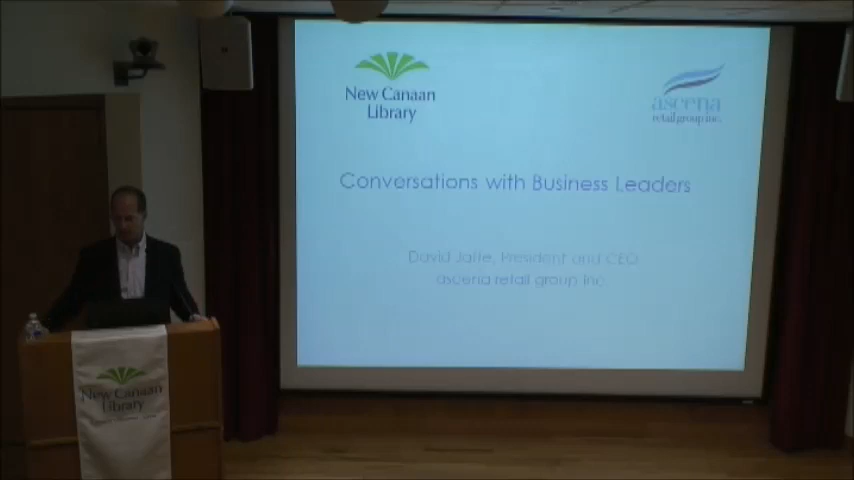 New Canaan
Library
ascena
retail group inc.
Conversations with Business Leaders
David Jaffe, President and CEO
ascena retail group inc
New Canaan
Library